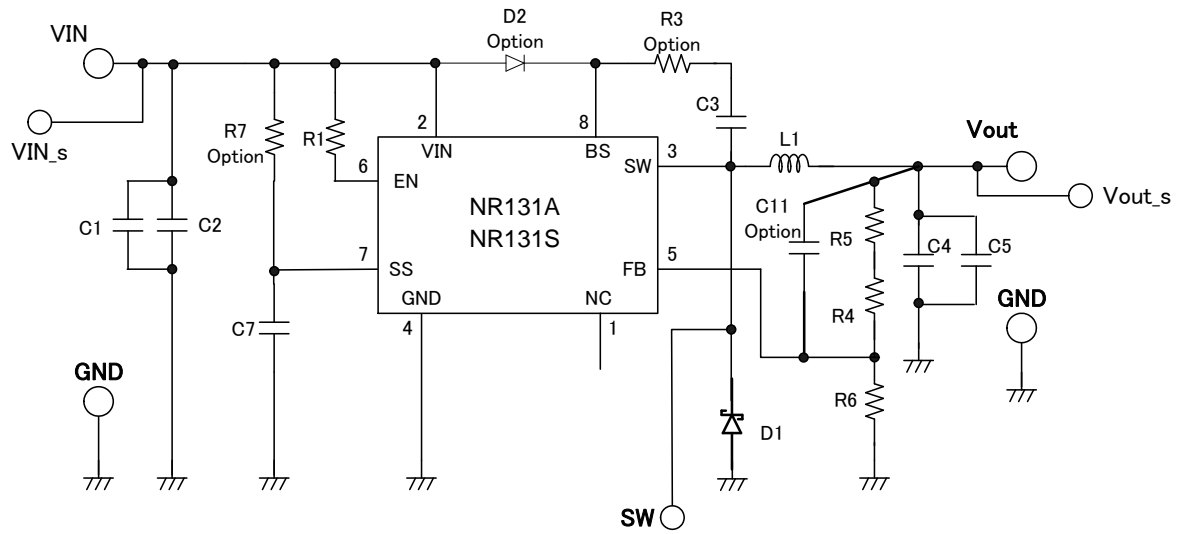 VIN
D2
Option
R3
Option
VIN_s
R7
Option
R1
2
8
C3
VIN
BS
SW
3
L1
Vout
Vout_s
6
EN
NR131A
NR131S
C1
C2
C11
Option
R5
C4
C5
7
SS
FB
5
GND
NC
4
1
C7
R4
GND
GND
R6
D1
SW